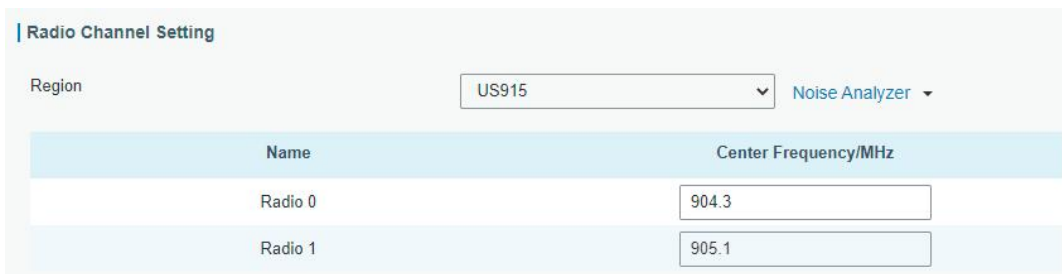 Radio Channel Setting
Region US915 Noise Analyzer
Name Center Frequency/MHz
Radio 0 904.3
Radio 1 905.1